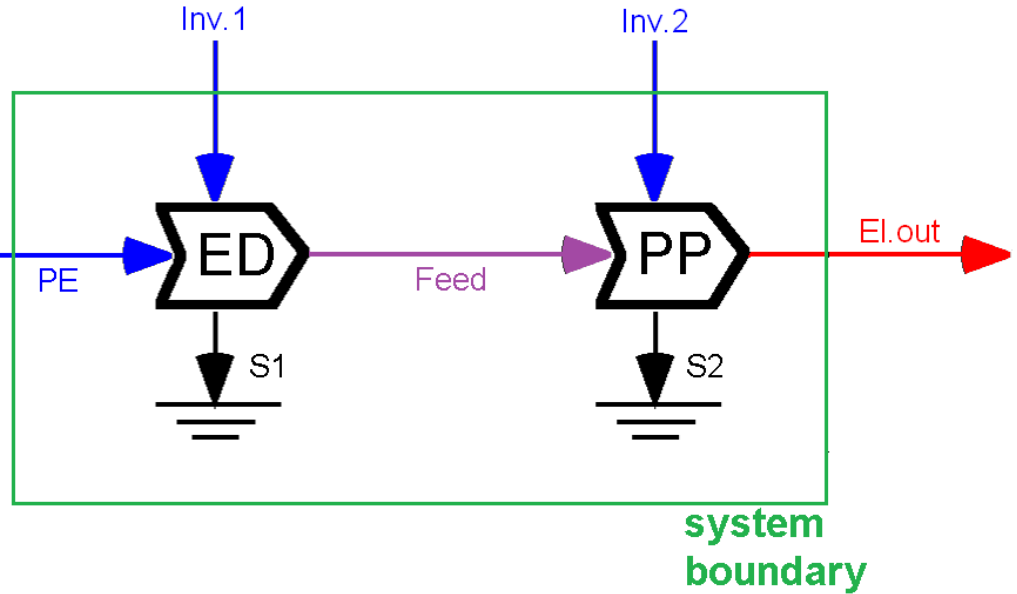 Inv.1
Inv.2
ED
PP
El.out
PE
Feed
S1
S2
system
boundary